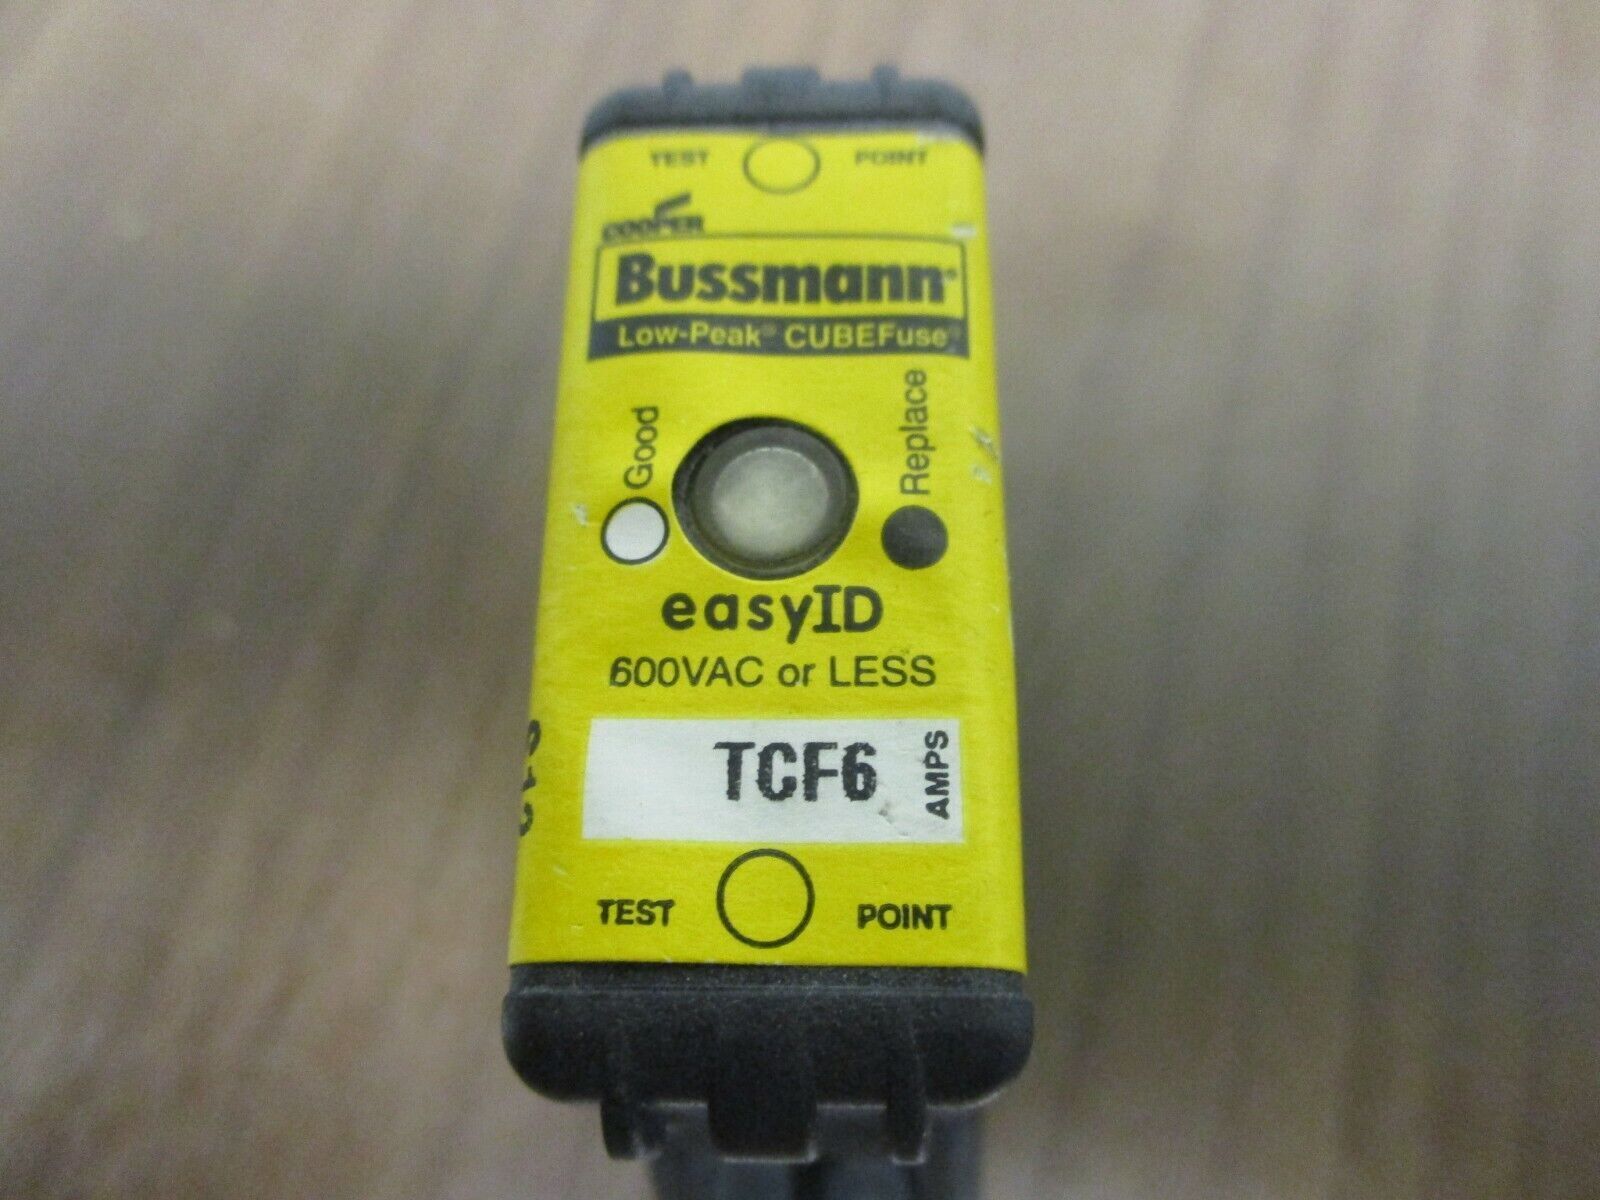 TEST POINT
COOPER
Bussmann®
Low-Peak® CUBEFuse®
Good
Replace
easyID
600VAC or LESS
TCF6
AMPS
TEST POINT